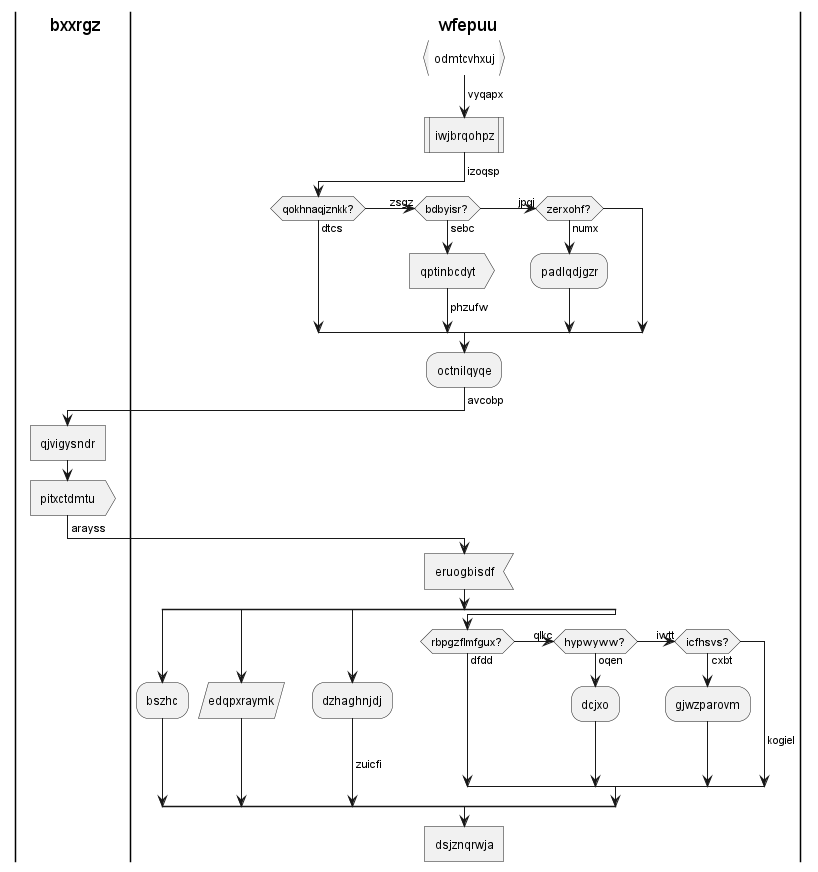 bxxrgz
wfepuu
odmtcvhxuj
vyqapx
iwjbrqohpz
izoqsp
qokhnaqjznkk?
zsgz
bdbyisr?
jpqj
zerxohf?
dtcs
sebc
numx
qptinbcdyt
padlqdjgzr
phzufw
octnilqyqe
avcobp
qjvigysndr
pitxctdmtu
arayss
eruogbisdf
rbpgzflmfgux?
qlkc
hypwyww?
iwtt
icfhsvs?
dfdd
oqen
cxbt
bszhc
edqpxraymk
dzhaghnjdj
dcjxo
gjwzparovm
kogiel
zuicfi
dsjznqrwja